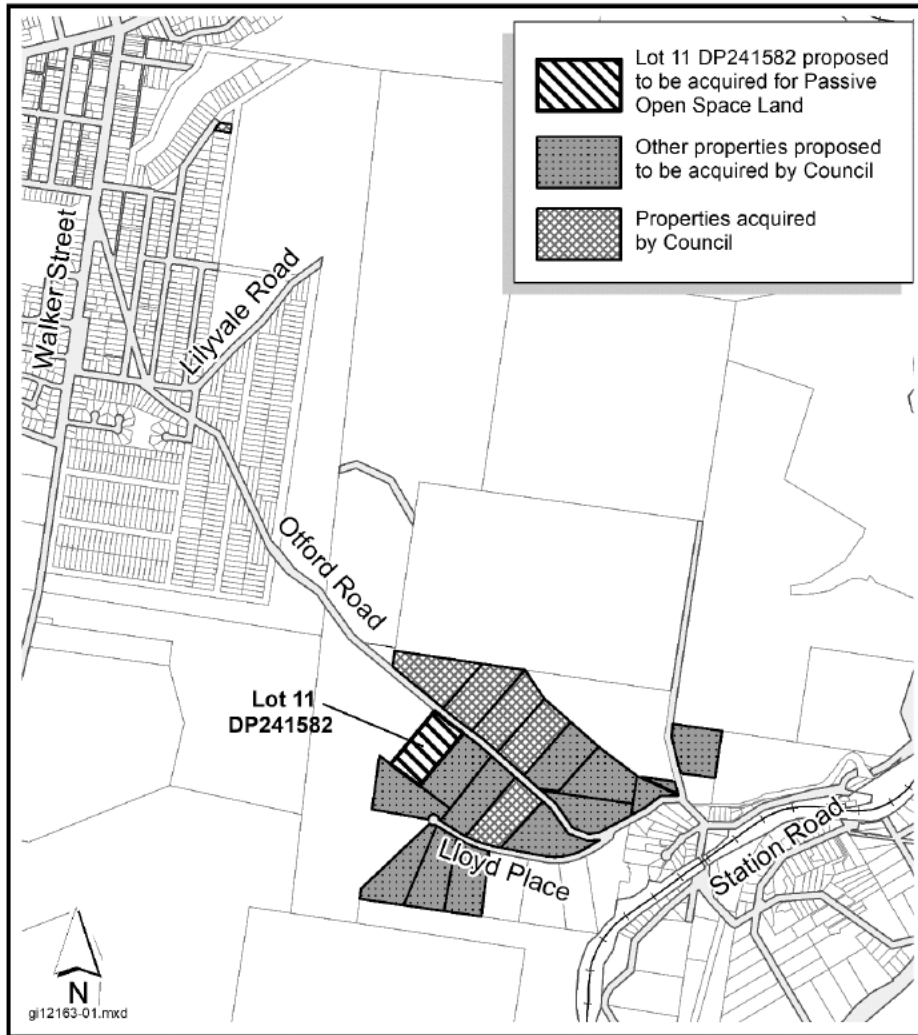 Lot 11 DP241582 proposed
to be acquired for Passive
Open Space Land
Other properties proposed
to be acquired by Council
Properties acquired
by Council
Walker Street
Lilyvale Road
Otford Road
Lot 11
DP241582
Lloyd Place
Station Road
N
gi12163-01.mxd